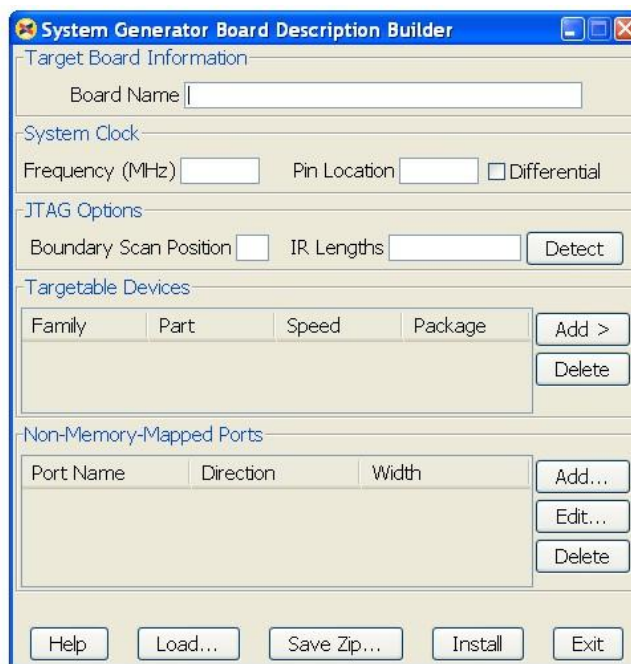 System Generator Board Description Builder
Target Board Information
Board Name
System Clock
Frequency (MHz) Pin Location Differential
JTAG Options
Boundary Scan Position IR Lengths Detect
Targetable Devices
Family Part Speed Package Add >
Delete
Non-Memory-Mapped Ports
Port Name Direction Width Add...
Edit...
Delete
Help Load... Save Zip... Install Exit